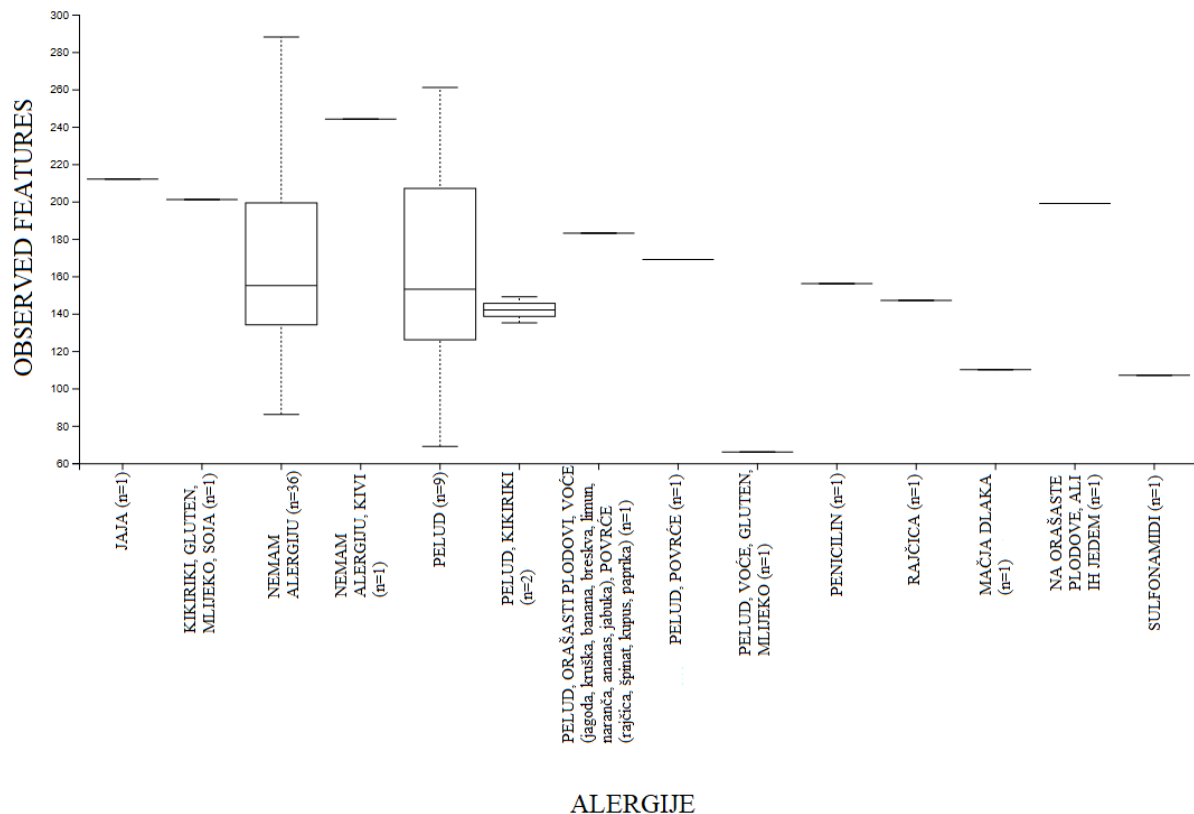 OBSERVED FEATURES
300
280
260
240
220
200
180
160
140
120
100
80
60
JAJA (n=1)
KIKIRIKI, GLUTEN,
MLIJEKO, SOJA (n=1)
NEMAM
ALERGIJU (n=36)
NEMAM
ALERGIJU, KIVI
(n=1)
PELUD (n=9)
PELUD, KIKIRIKI
(n=2)
PELUD, ORAŠASTI PLODOVI, VOĆE
(jagoda, kruška, banana, breskva, limun,
naranča, ananas, jabuka), POVRĆE
(rajčica, špinat, kupus, paprika) (n=1)
PELUD, POVRĆE (n=1)
PELUD, VOĆE, GLUTEN,
MLIJEKO (n=1)
PENICILIN (n=1)
RAJČICA (n=1)
MAČJA DLAKA
(n=1)
NA ORAŠASTE
PLODOVE, ALI
IH JEDEM (n=1)
SULFONAMIDI (n=1)
ALERGIJE